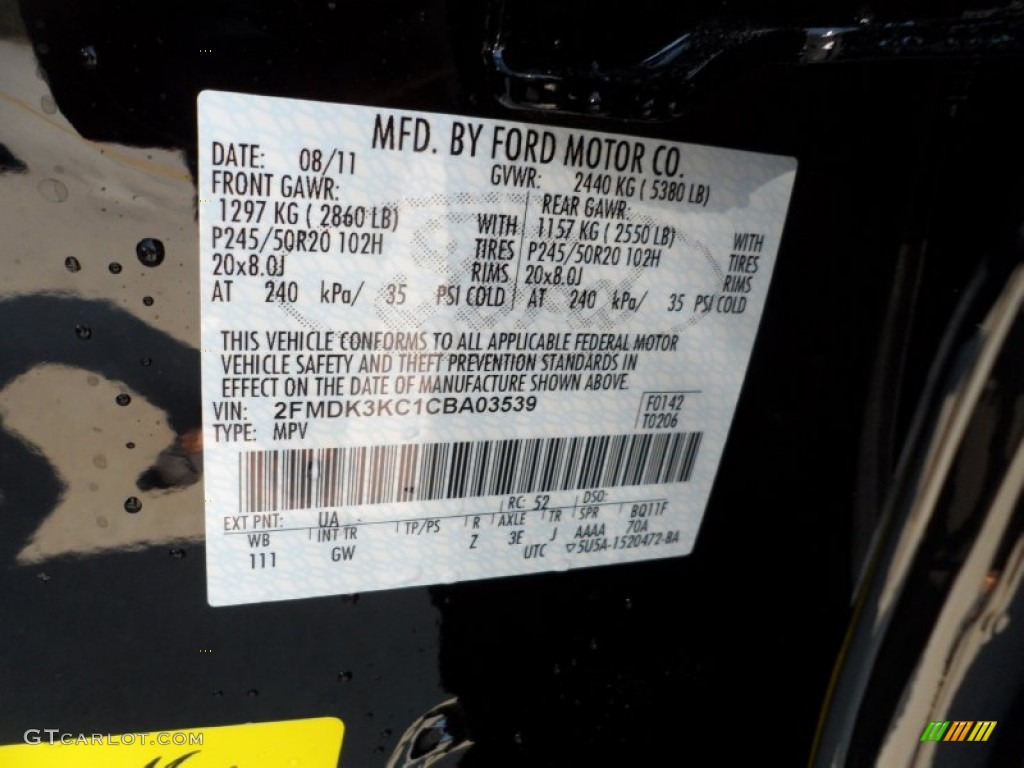 MFD. BY FORD MOTOR CO.
DATE: 08/11 GVWR: 2440 KG ( 5380 LB)
FRONT GAWR: REAR GAWR:
1297 KG ( 2860 LB) WITH 1157 KG ( 2550 LB) WITH
P245/50R20 102H TIRES P245/50R20 102H TIRES
20x8.0J RIMS 20x8.0J RIMS
AT 240 kPa/ 35 PSI COLD AT 240 kPa/ 35 PSI COLD
THIS VEHICLE CONFORMS TO ALL APPLICABLE FEDERAL MOTOR
VEHICLE SAFETY AND THEFT PREVENTION STANDARDS IN
EFFECT ON THE DATE OF MANUFACTURE SHOWN ABOVE.
VIN: 2FMDK3KC1CBA03539 F0142
TYPE: MPV T0206
EXT PNT: UA RC: 52 DSO: BQ11F
WB INT TR TP/PS R AXLE TR SPR
111 GW Z 3E J AAAA 70A
UTC ▽5U5A-1520472-BA
GTCarlot.com